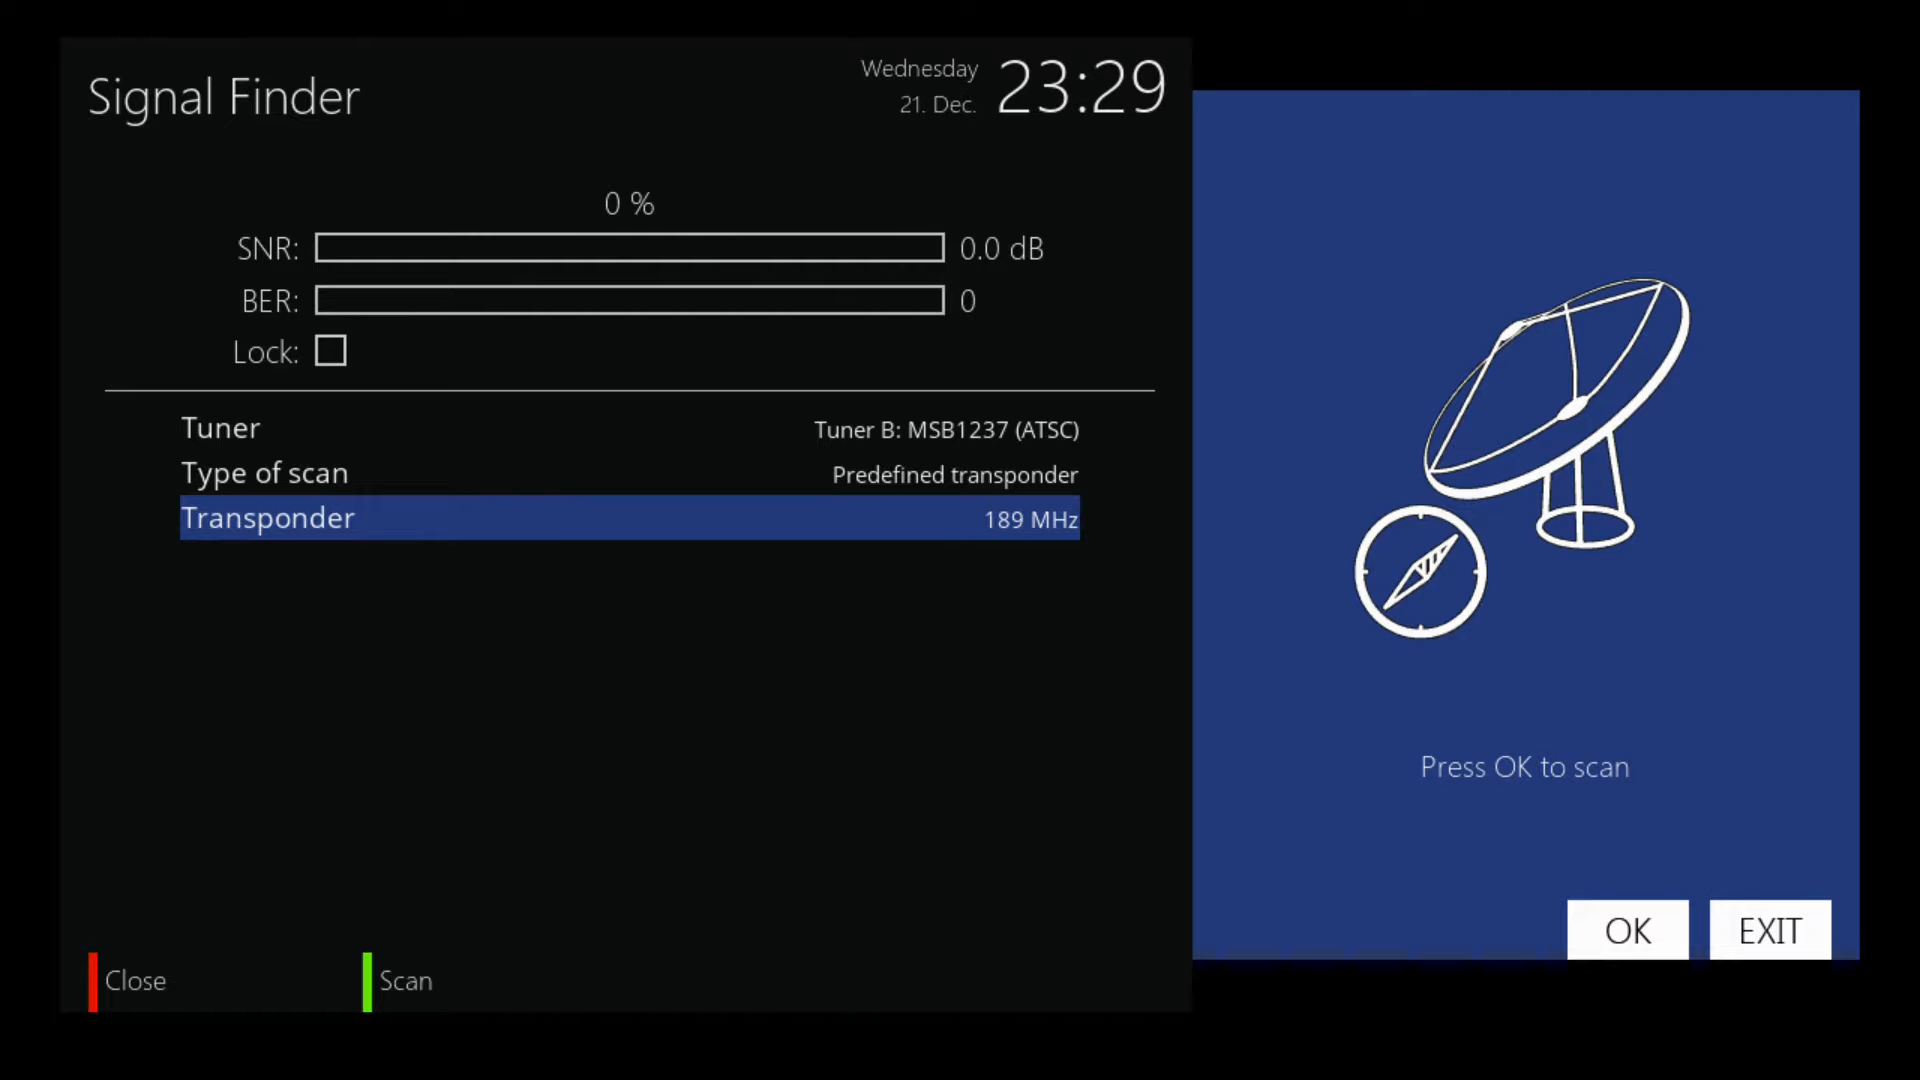 Signal Finder
Wednesday
21. Dec.
23:29
0 %
SNR: 0.0 dB
BER: 0
Lock:
Tuner Tuner B: MSB1237 (ATSC)
Type of scan Predefined transponder
Transponder 189 MHz
Press OK to scan
OK EXIT
Close Scan